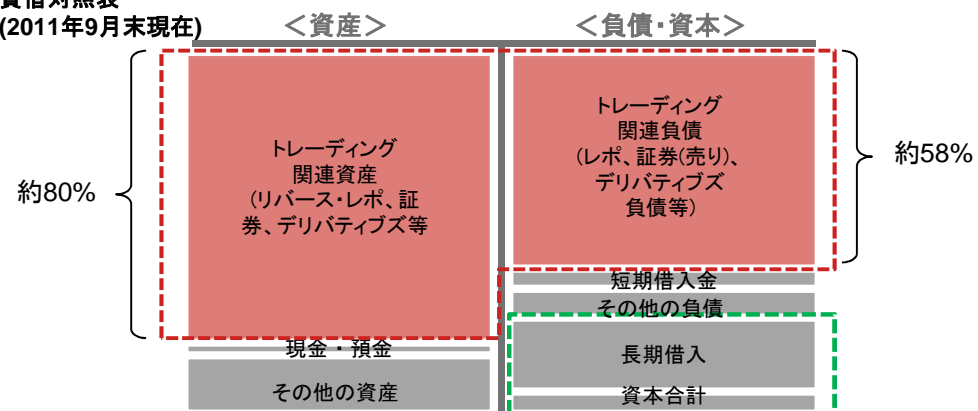 (2011年9月末現在)
＜資産＞
＜負債・資本＞
約80%
トレーディング
関連資産
(リバース・レポ、証
券、デリバティブズ等
現金・預金
その他の資産
トレーディング
関連負債
(レポ、証券(売り)、
デリバティブズ
負債等)
約58%
短期借入金
その他の負債
長期借入
資本合計